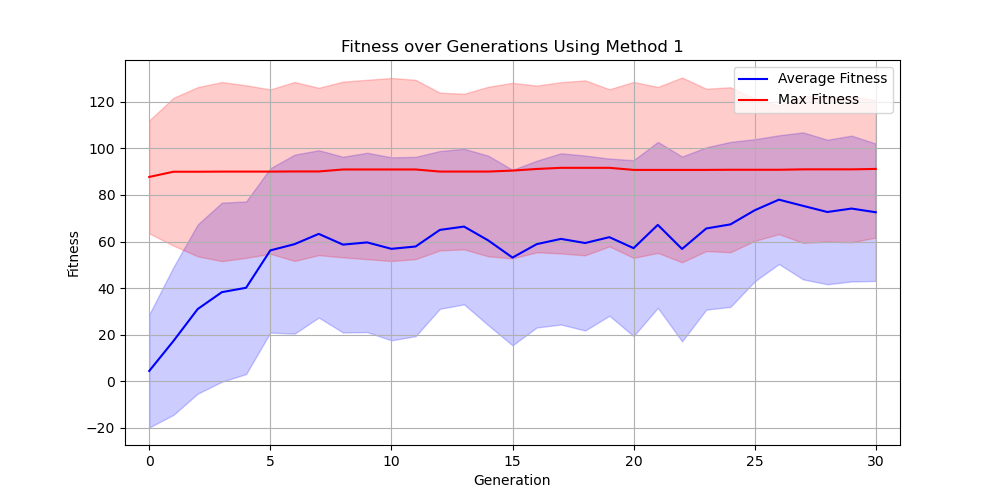 Fitness over Generations Using Method 1
Average Fitness
Max Fitness
120
100
80
60
40
20
0
−20
Fitness
0 5 10 15 20 25 30
Generation